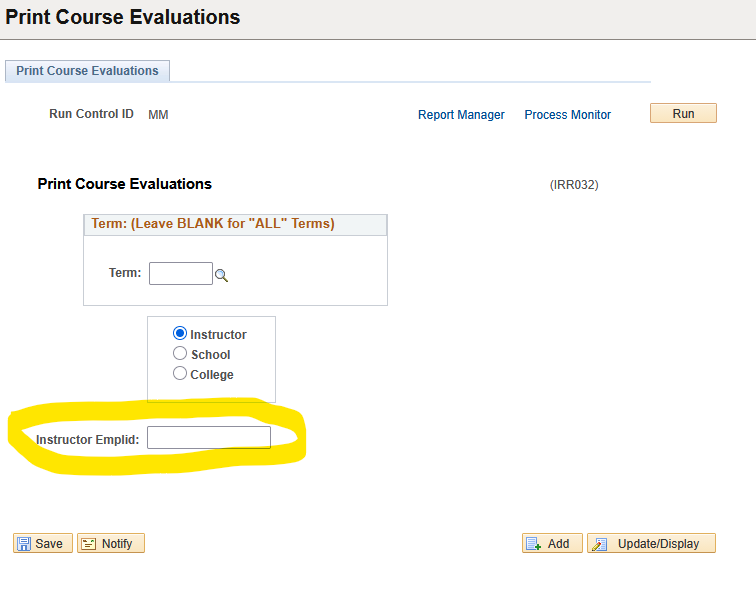 Print Course Evaluations
Print Course Evaluations
Run Control ID MM Report Manager Process Monitor Run
Print Course Evaluations (IRR032)
Term: (Leave BLANK for "ALL" Terms)
Term:
Instructor
School
College
Instructor Emplid:
Save Notify Add Update/Display